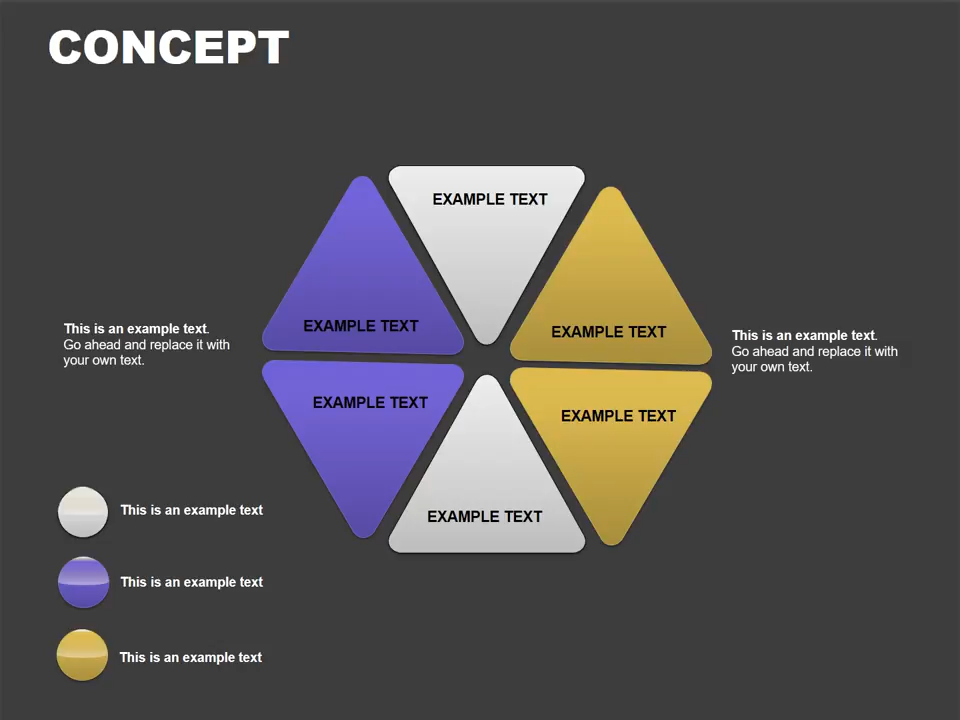 CONCEPT
EXAMPLE TEXT
EXAMPLE TEXT
EXAMPLE TEXT
This is an example text.
Go ahead and replace it with
your own text.
This is an example text.
Go ahead and replace it with
your own text.
EXAMPLE TEXT
EXAMPLE TEXT
EXAMPLE TEXT
This is an example text
This is an example text
This is an example text